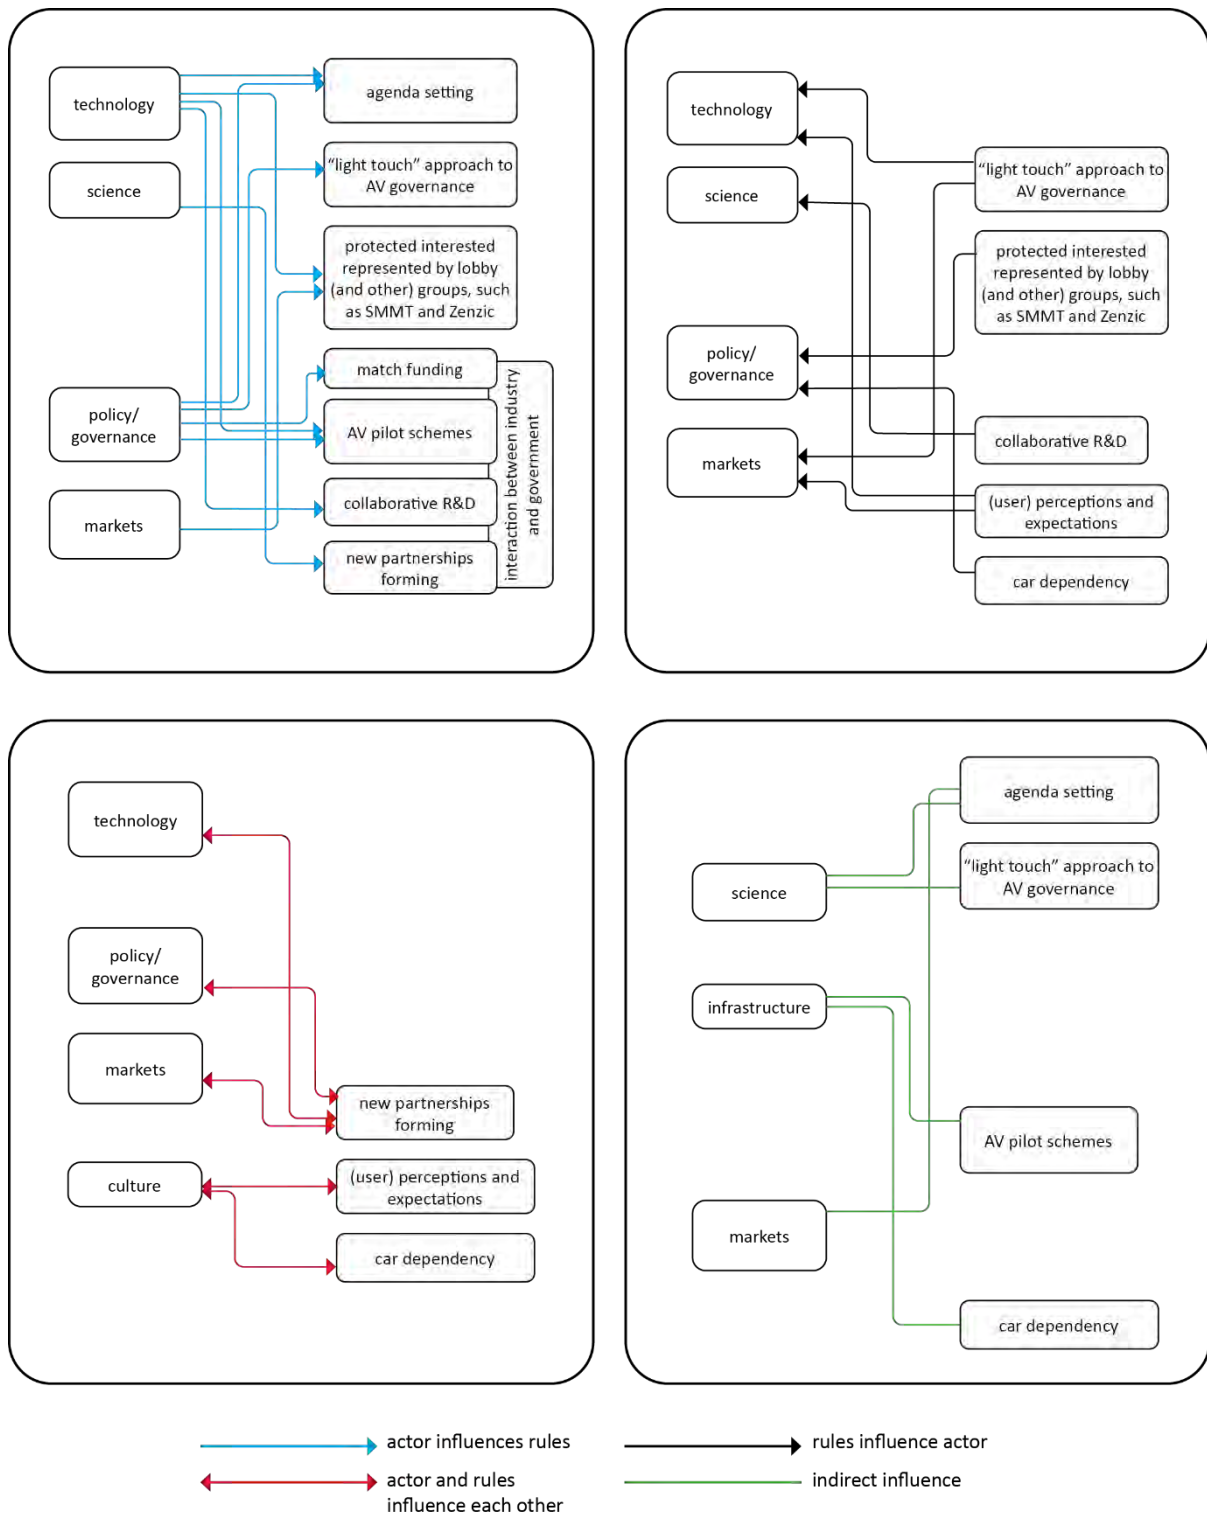 technology
science
policy/
governance
markets
agenda setting
“light touch” approach to
AV governance
protected interested
represented by lobby
(and other) groups, such
as SMMT and Zenzic
match funding
AV pilot schemes
collaborative R&D
new partnerships
forming
interaction between industry
and government
technology
science
policy/
governance
markets
“light touch” approach to
AV governance
protected interested
represented by lobby
(and other) groups, such
as SMMT and Zenzic
collaborative R&D
(user) perceptions and
expectations
car dependency
technology
policy/
governance
markets
culture
new partnerships
forming
(user) perceptions and
expectations
car dependency
science
infrastructure
markets
agenda setting
“light touch” approach to
AV governance
AV pilot schemes
car dependency
actor influences rules
rules influence actor
actor and rules
influence each other
indirect influence